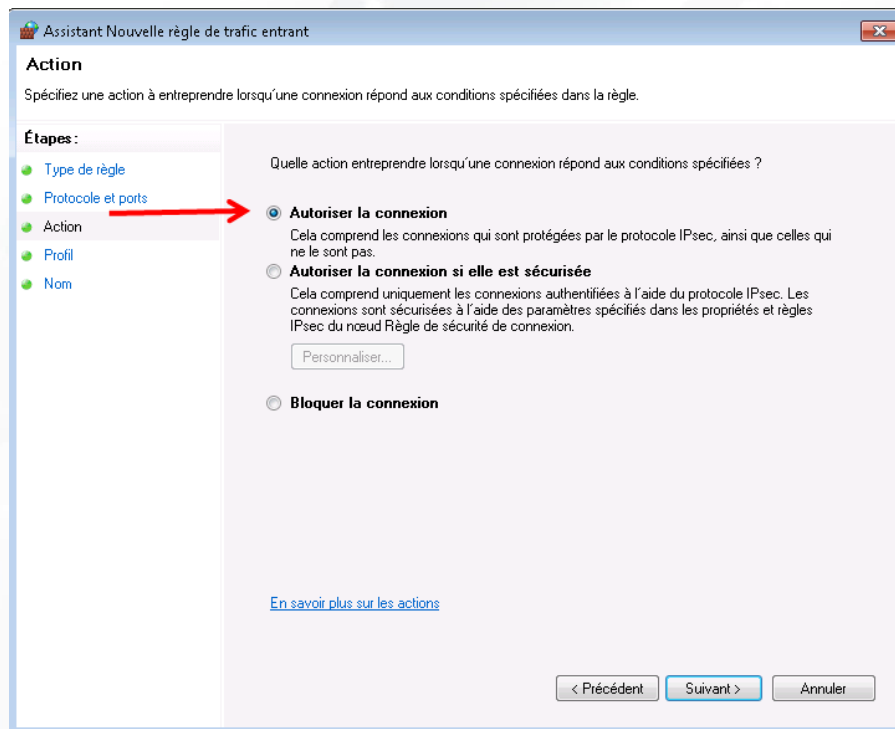 Assistant Nouvelle règle de trafic entrant
Action
Spécifiez une action à entreprendre lorsqu'une connexion répond aux conditions spécifiées dans la règle.
Étapes :
Type de règle
Protocole et ports
Action
Profil
Nom
Quelle action entreprendre lorsqu'une connexion répond aux conditions spécifiées ?
Autoriser la connexion
Cela comprend les connexions qui sont protégées par le protocole IPsec, ainsi que celles qui
ne le sont pas.
Autoriser la connexion si elle est sécurisée
Cela comprend uniquement les connexions authentifiées à l'aide du protocole IPsec. Les
connexions sont sécurisées à l'aide des paramètres spécifiés dans les propriétés et règles
IPsec du nœud Règle de sécurité de connexion.
Personnaliser...
Bloquer la connexion
En savoir plus sur les actions
< Précédent
Suivant >
Annuler